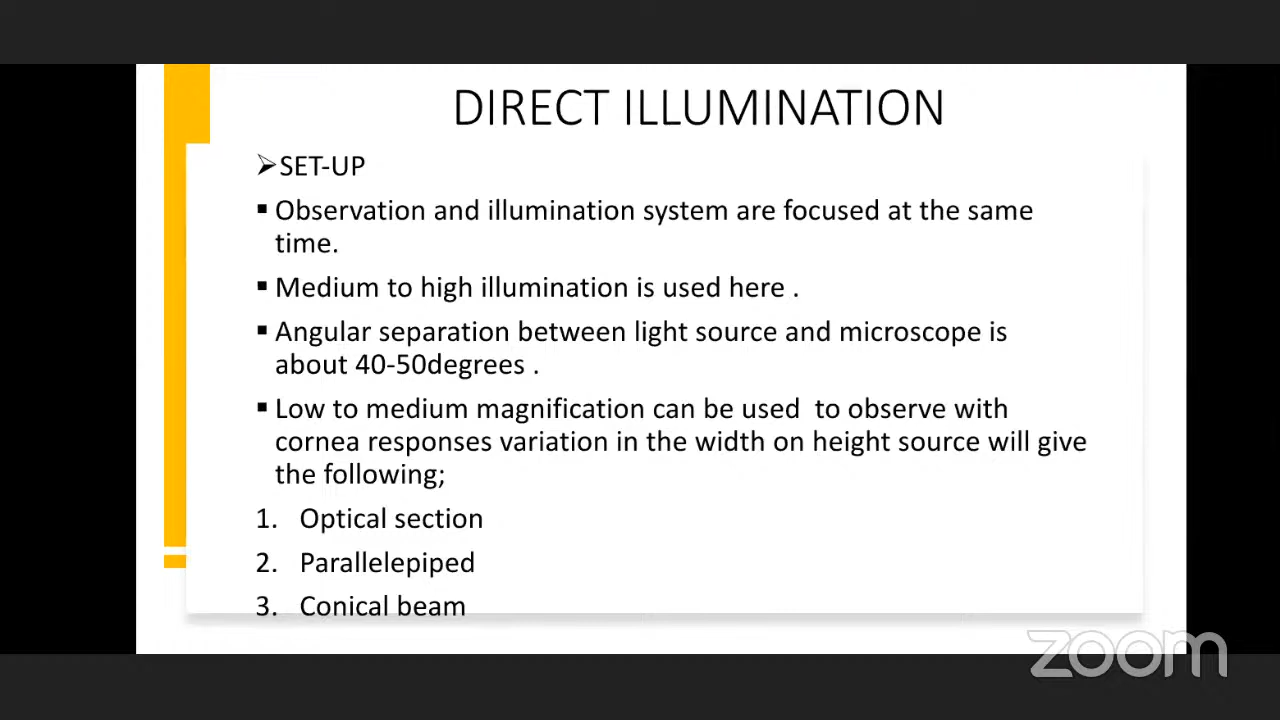 DIRECT ILLUMINATION
➢SET-UP
▪ Observation and illumination system are focused at the same
time.
▪ Medium to high illumination is used here .
▪ Angular separation between light source and microscope is
about 40-50degrees .
▪ Low to medium magnification can be used  to observe with
cornea responses variation in the width on height source will give
the following;
1. Optical section
2. Parallelepiped
3. Conical beam
zoom